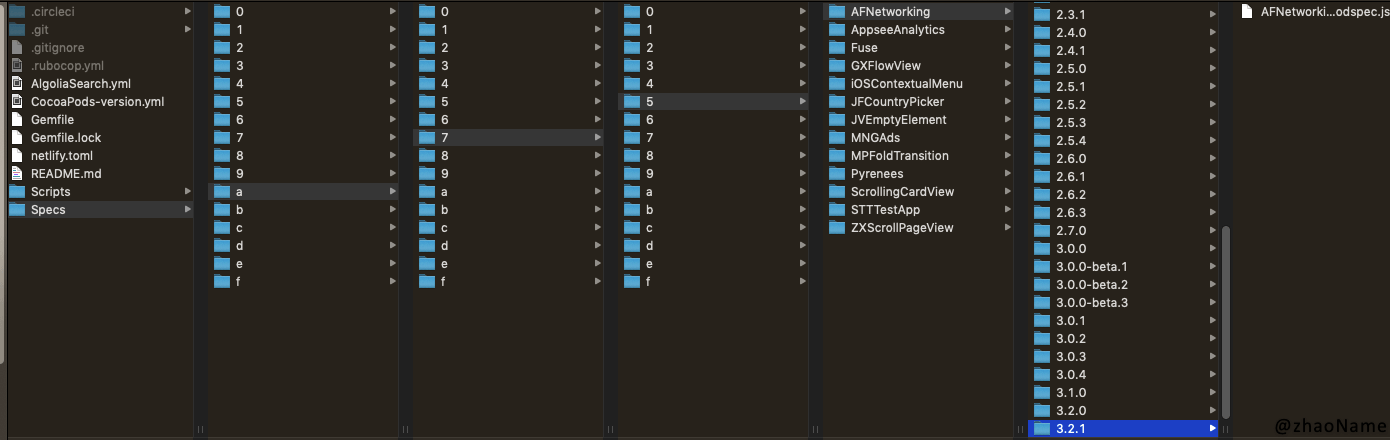 .circleci
.git
.gitignore
.rubocop.yml
AlgoliaSearch.yml
CocoaPods-version.yml
Gemfile
Gemfile.lock
netlify.toml
README.md
Scripts
Specs
0
1
2
3
4
5
6
7
8
9
a
b
c
d
e
f
0
1
2
3
4
5
6
7
8
9
a
b
c
d
e
f
0
1
2
3
4
5
6
7
8
9
a
b
c
d
e
f
AFNetworking
AppseeAnalytics
Fuse
GXFlowView
iOSContextualMenu
JFCountryPicker
JVEmptyElement
MNGAds
MPFoldTransition
Pyrenees
ScrollingCardView
STTTestApp
ZXScrollPageView
2.3.1
2.4.0
2.4.1
2.5.0
2.5.1
2.5.2
2.5.3
2.5.4
2.6.0
2.6.1
2.6.2
2.6.3
2.7.0
3.0.0
3.0.0-beta.1
3.0.0-beta.2
3.0.0-beta.3
3.0.1
3.0.2
3.0.3
3.0.4
3.1.0
3.2.0
3.2.1
AFNetworki...odspec.js
@zhaoName